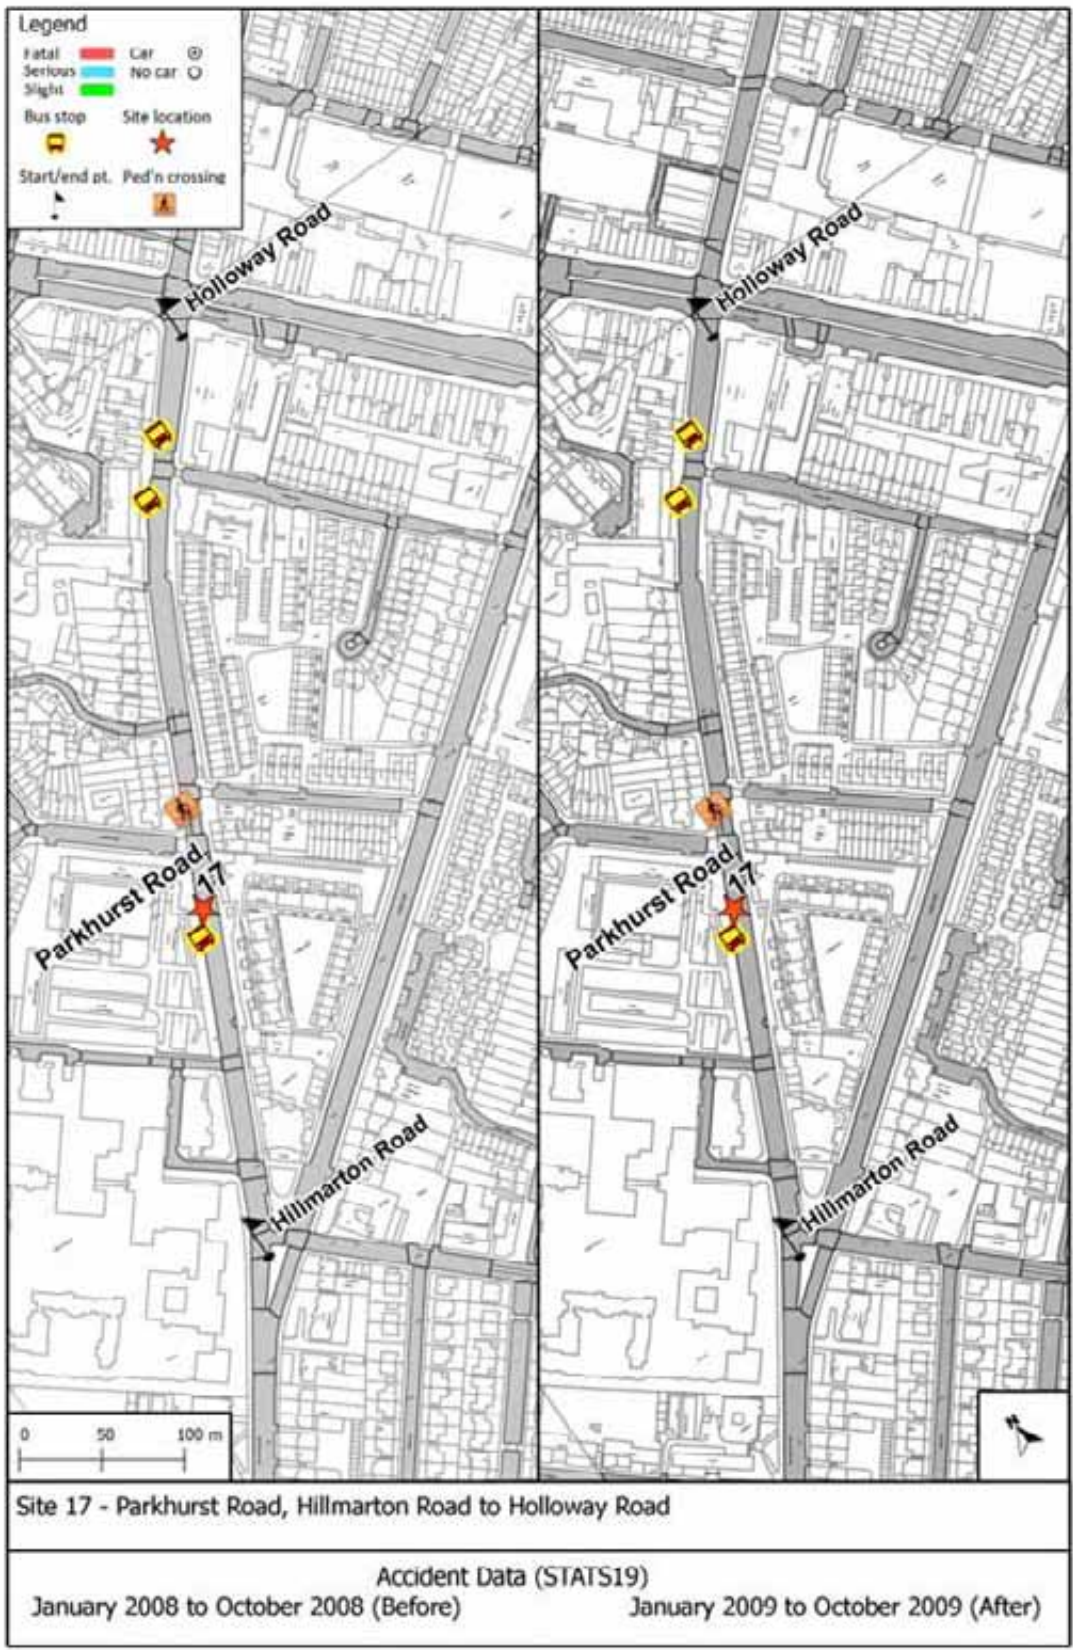 Legend
Fatal
Car
Serious
No car
Slight
Bus stop
Site location
Start/end pt.
Ped'n crossing
Holloway Road
Holloway Road
Parkhurst Road,
17
Parkhurst Road,
17
Hillmarton Road
Hillmarton Road
0 50 100 m
N
Site 17 - Parkhurst Road, Hillmarton Road to Holloway Road
Accident Data (STATS19)
January 2008 to October 2008 (Before)
January 2009 to October 2009 (After)